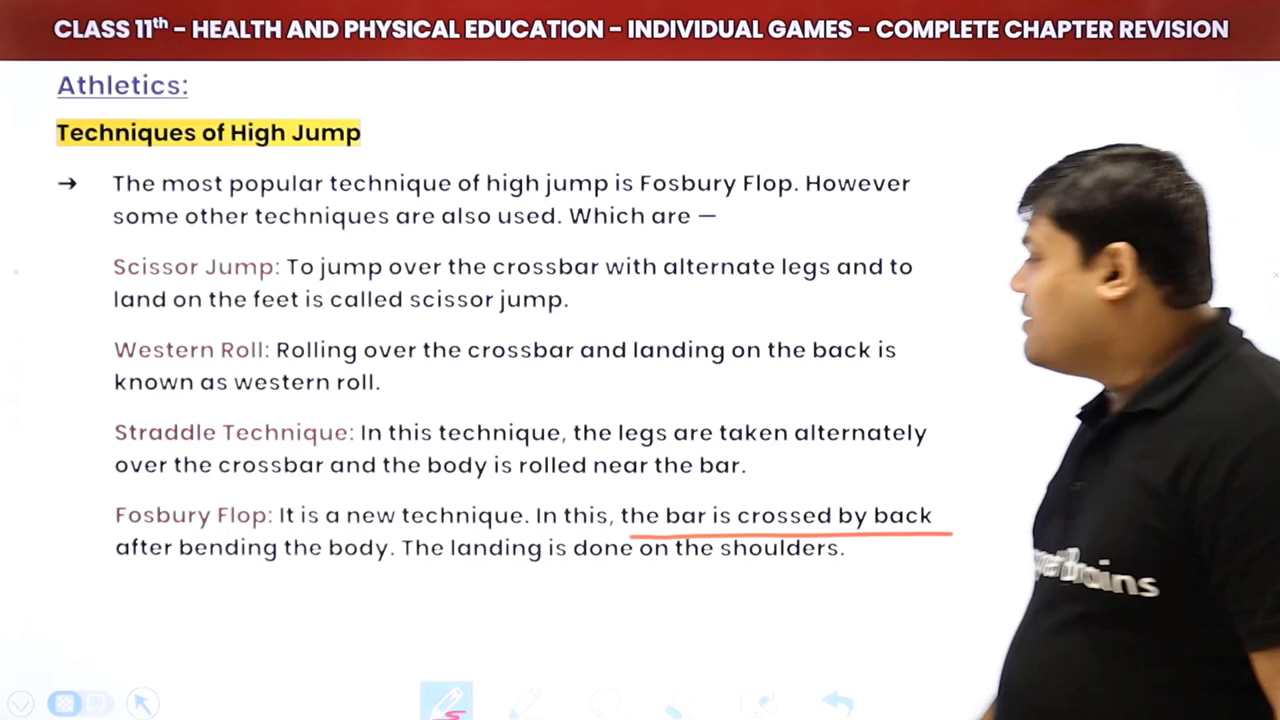 CLASS 11th – HEALTH AND PHYSICAL EDUCATION – INDIVIDUAL GAMES – COMPLETE CHAPTER REVISION
Athletics:
Techniques of High Jump
→ The most popular technique of high jump is Fosbury Flop. However
some other techniques are also used. Which are —
Scissor Jump: To jump over the crossbar with alternate legs and to
land on the feet is called scissor jump.
Western Roll: Rolling over the crossbar and landing on the back is
known as western roll.
Straddle Technique: In this technique, the legs are taken alternately
over the crossbar and the body is rolled near the bar.
Fosbury Flop: It is a new technique. In this, the bar is crossed by back
after bending the body. The landing is done on the shoulders.